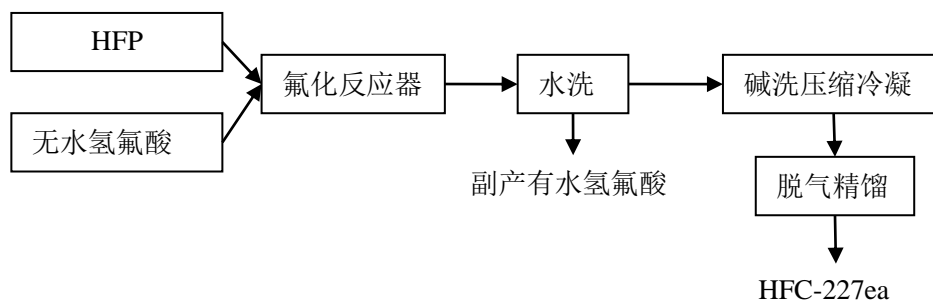 HFP
无水氢氟酸
氟化反应器
水洗
碱洗压缩冷凝
副产有水氢氟酸
脱气精馏
HFC-227ea